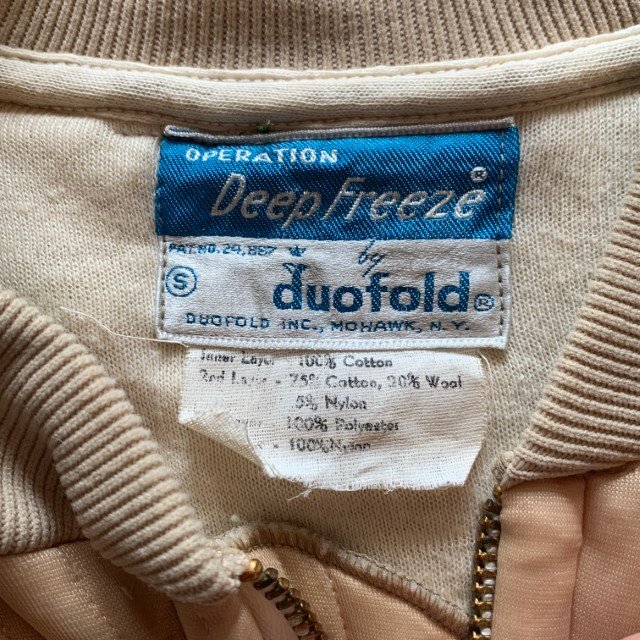 OPERATION
Deep Freeze®
PAT. NO. 24,887
by
Ⓢ duofold®
DUOFOLD INC., MOHAWK, N.Y.
Inner Layer 100% Cotton
2nd Layer - 75% Cotton, 20% Wool
5% Nylon
100% Polyester
- 100% Nylon